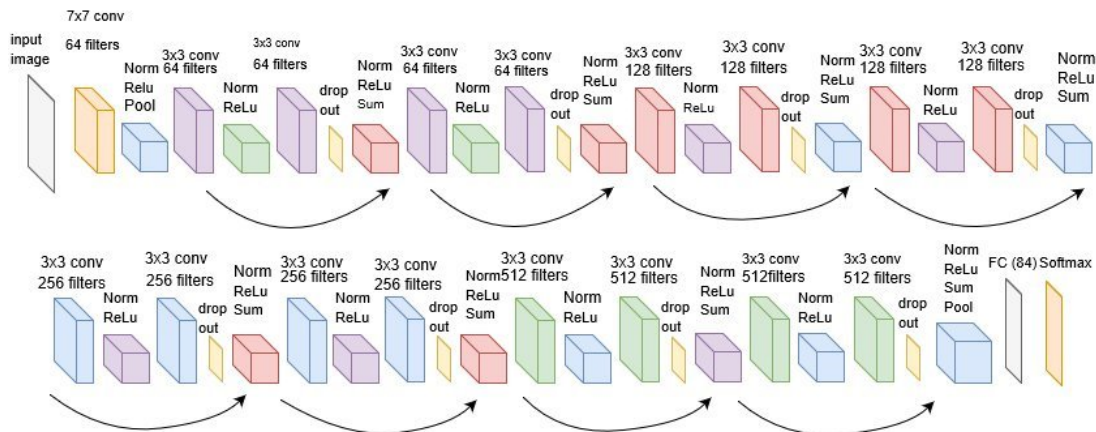 input
image
7x7 conv
64 filters
Norm
Relu
Pool
3x3 conv
64 filters
Norm
ReLu
3x3 conv
64 filters
drop
out
Norm
ReLu
Sum
3x3 conv
64 filters
Norm
ReLu
3x3 conv
64 filters
drop
out
Norm
ReLu
Sum
3x3 conv
128 filters
Norm
ReLu
3x3 conv
128 filters
drop
out
Norm
ReLu
Sum
3x3 conv
128 filters
Norm
ReLu
3x3 conv
128 filters
drop
out
Norm
ReLu
Sum
3x3 conv
256 filters
Norm
ReLu
3x3 conv
256 filters
drop
out
Norm
ReLu
Sum
3x3 conv
256 filters
Norm
ReLu
3x3 conv
256 filters
drop
out
Norm
ReLu
Sum
3x3 conv
512 filters
Norm
ReLu
3x3 conv
512 filters
drop
out
Norm
ReLu
Sum
3x3 conv
512filters
Norm
ReLu
3x3 conv
512 filters
drop
out
Norm
ReLu
Sum
Pool
FC (84)
Softmax